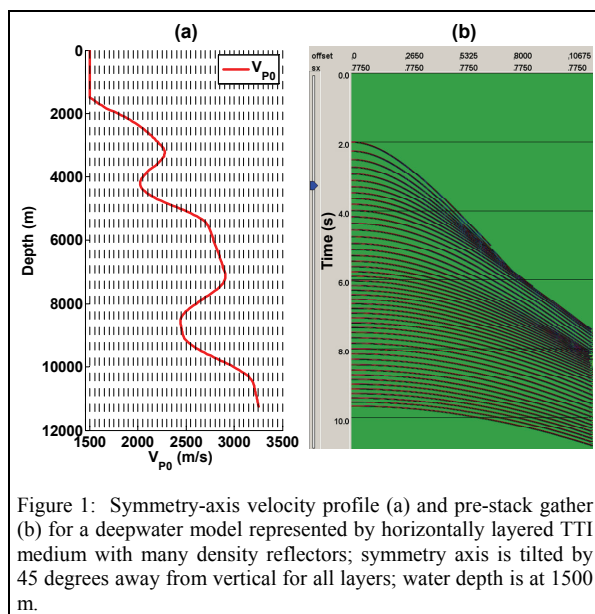 (a)
(b)
0
2000
4000
6000
8000
10000
12000
Depth (m)
1500 2000 2500 3000 3500
V_P0 (m/s)
V_P0
offset .0 .2650 .5325 .8000 .10675
sx .7750 .7750 .7750 .7750 .7750
0.0
2.0
4.0
6.0
8.0
10.0
Time (s)
Figure 1: Symmetry-axis velocity profile (a) and pre-stack gather
(b) for a deepwater model represented by horizontally layered TTI
medium with many density reflectors; symmetry axis is tilted by
45 degrees away from vertical for all layers; water depth is at 1500
m.